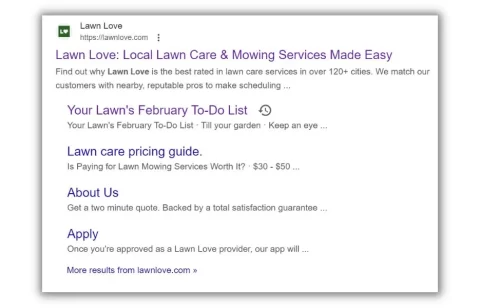 Lawn Love
https://lawnlove.com
Lawn Love: Local Lawn Care & Mowing Services Made Easy
Find out why Lawn Love is the best rated in lawn care services in over 120+ cities. We match our
customers with nearby, reputable pros to make scheduling ...
Your Lawn's February To-Do List
Your Lawn's February To-Do List · Till your garden · Keep an eye ...
Lawn care pricing guide.
Is Paying for Lawn Mowing Services Worth It? · $30 - $50 ...
About Us
Get a two minute quote. Backed by a total satisfaction guarantee ...
Apply
Once you're approved as a Lawn Love provider, our app will ...
More results from lawnlove.com »